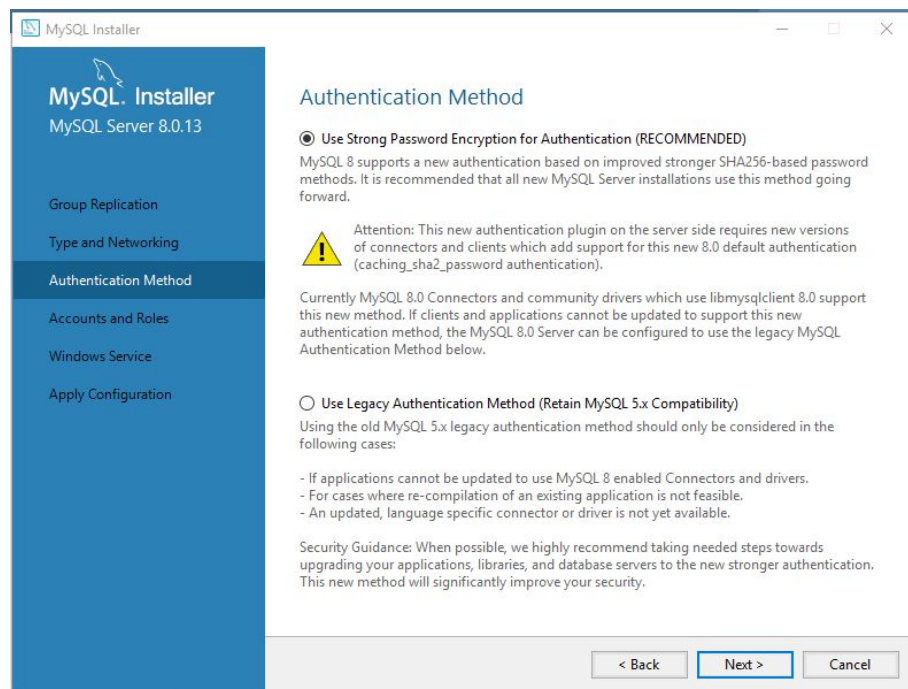 MySQL Installer
MySQL. Installer
MySQL Server 8.0.13
Group Replication
Type and Networking
Authentication Method
Accounts and Roles
Windows Service
Apply Configuration
Authentication Method
Use Strong Password Encryption for Authentication (RECOMMENDED)
MySQL 8 supports a new authentication based on improved stronger SHA256-based password
methods. It is recommended that all new MySQL Server installations use this method going
forward.
Attention: This new authentication plugin on the server side requires new versions
of connectors and clients which add support for this new 8.0 default authentication
(caching_sha2_password authentication).
Currently MySQL 8.0 Connectors and community drivers which use libmysqlclient 8.0 support
this new method. If clients and applications cannot be updated to support this new
authentication method, the MySQL 8.0 Server can be configured to use the legacy MySQL
Authentication Method below.
Use Legacy Authentication Method (Retain MySQL 5.x Compatibility)
Using the old MySQL 5.x legacy authentication method should only be considered in the
following cases:
- If applications cannot be updated to use MySQL 8 enabled Connectors and drivers.
- For cases where re-compilation of an existing application is not feasible.
- An updated, language specific connector or driver is not yet available.
Security Guidance: When possible, we highly recommend taking needed steps towards
upgrading your applications, libraries, and database servers to the new stronger authentication.
This new method will significantly improve your security.
< Back
Next >
Cancel